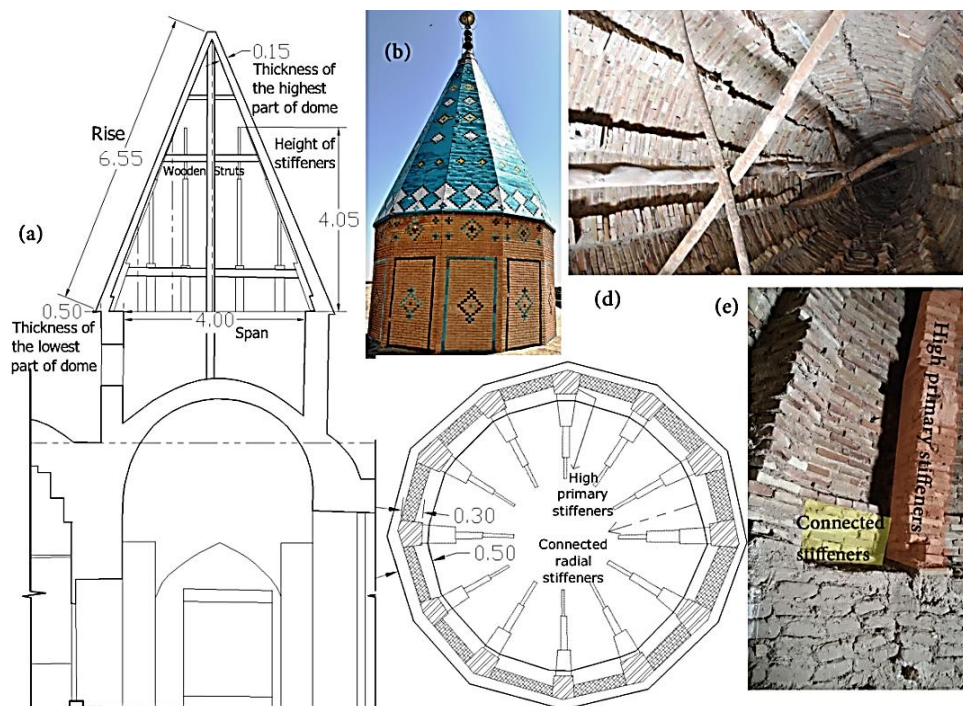 (a)
0.15
Thickness of
the highest
part of dome
Rise
6.55
Height of
stiffeners
Wooden Struts
4.05
0.50
4.00
Span
Thickness of
the lowest
part of dome
(b)
(d)
(e)
High primary stiffeners
Connected
stiffeners
High
primary
stiffeners
0.30
Connected
radial
stiffeners
0.50